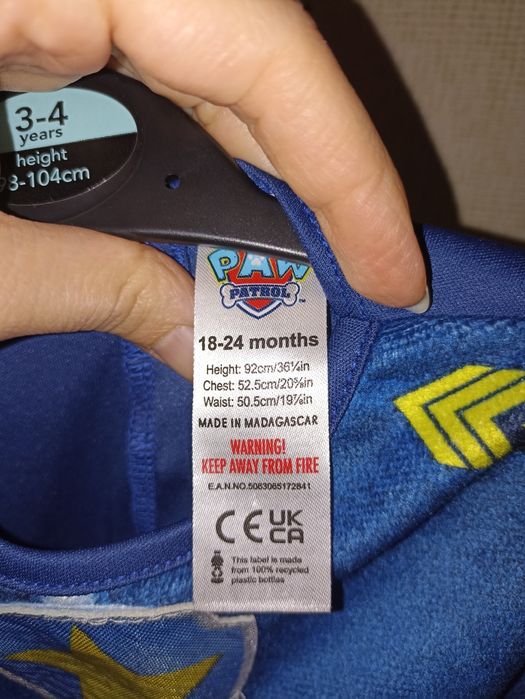 3-4
years
height
98-104cm
PAW
PATROL
18-24 months
Height: 92cm/36¼in
Chest: 52.5cm/20⅝in
Waist: 50.5cm/19⅞in
MADE IN MADAGASCAR
WARNING!
KEEP AWAY FROM FIRE
E.A.N.NO.5063065172841
CE UK
CA
This label is made
from 100% recycled
plastic bottles